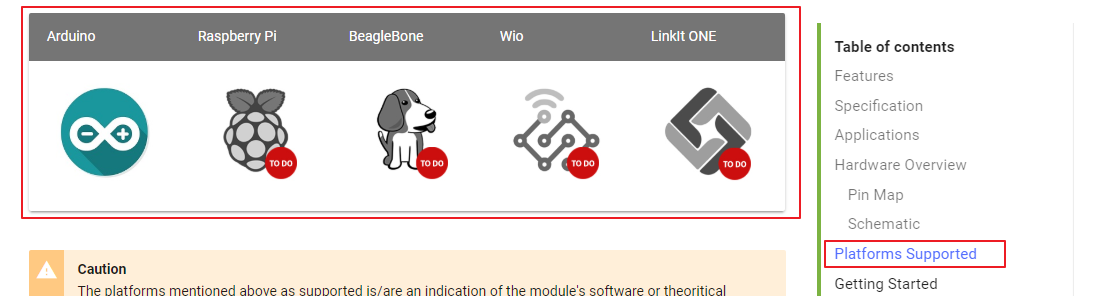 Arduino Raspberry Pi BeagleBone Wio LinkIt ONE
TO DO TO DO TO DO TO DO
Caution
The platforms mentioned above as supported is/are an indication of the module's software or theoritical
Table of contents
Features
Specification
Applications
Hardware Overview
Pin Map
Schematic
Platforms Supported
Getting Started